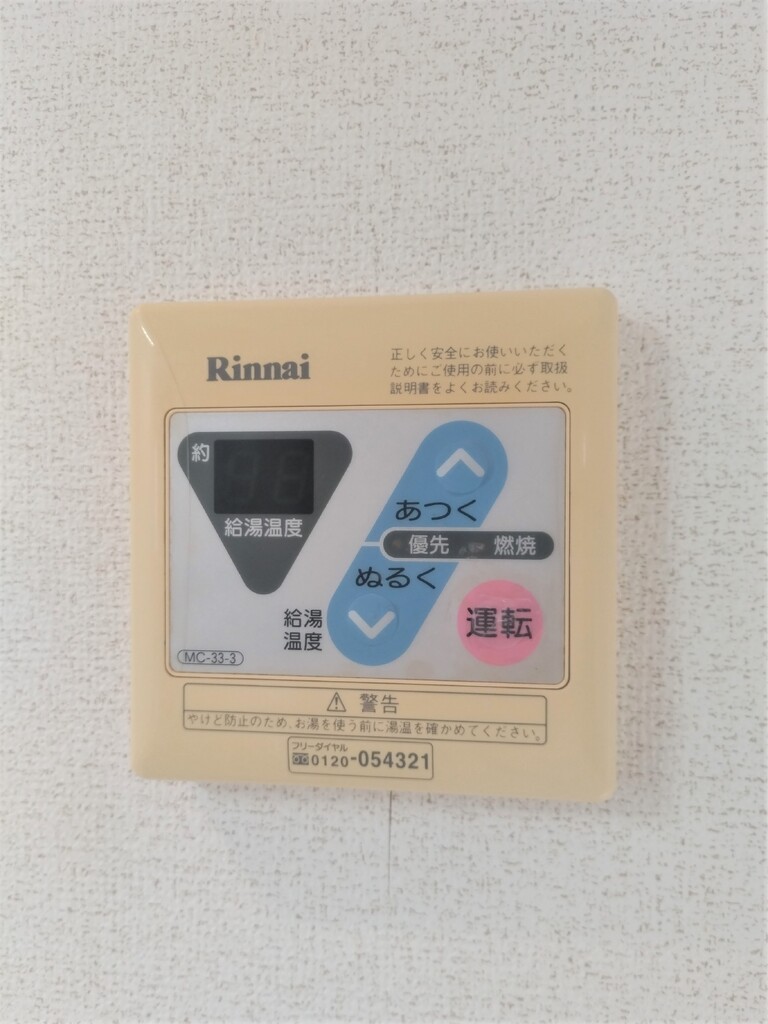 Rinnai
正しく安全にお使いいただく
ためにご使用の前に必ず取扱
説明書をよくお読みください。
約
給湯温度
あつく
優先 燃焼
ぬるく
給湯
温度
運転
MC-33-3
⚠ 警告
やけど防止のため、お湯を使う前に湯温を確かめてください。
フリーダイヤル
0120-054321